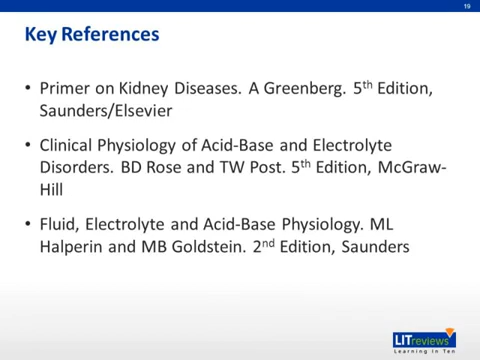 19
Key References
• Primer on Kidney Diseases. A Greenberg. 5th Edition,
Saunders/Elsevier
• Clinical Physiology of Acid-Base and Electrolyte
Disorders. BD Rose and TW Post. 5th Edition, McGraw-
Hill
• Fluid, Electrolyte and Acid-Base Physiology. ML
Halperin and MB Goldstein. 2nd Edition, Saunders
LITreviews
Learning in Ten